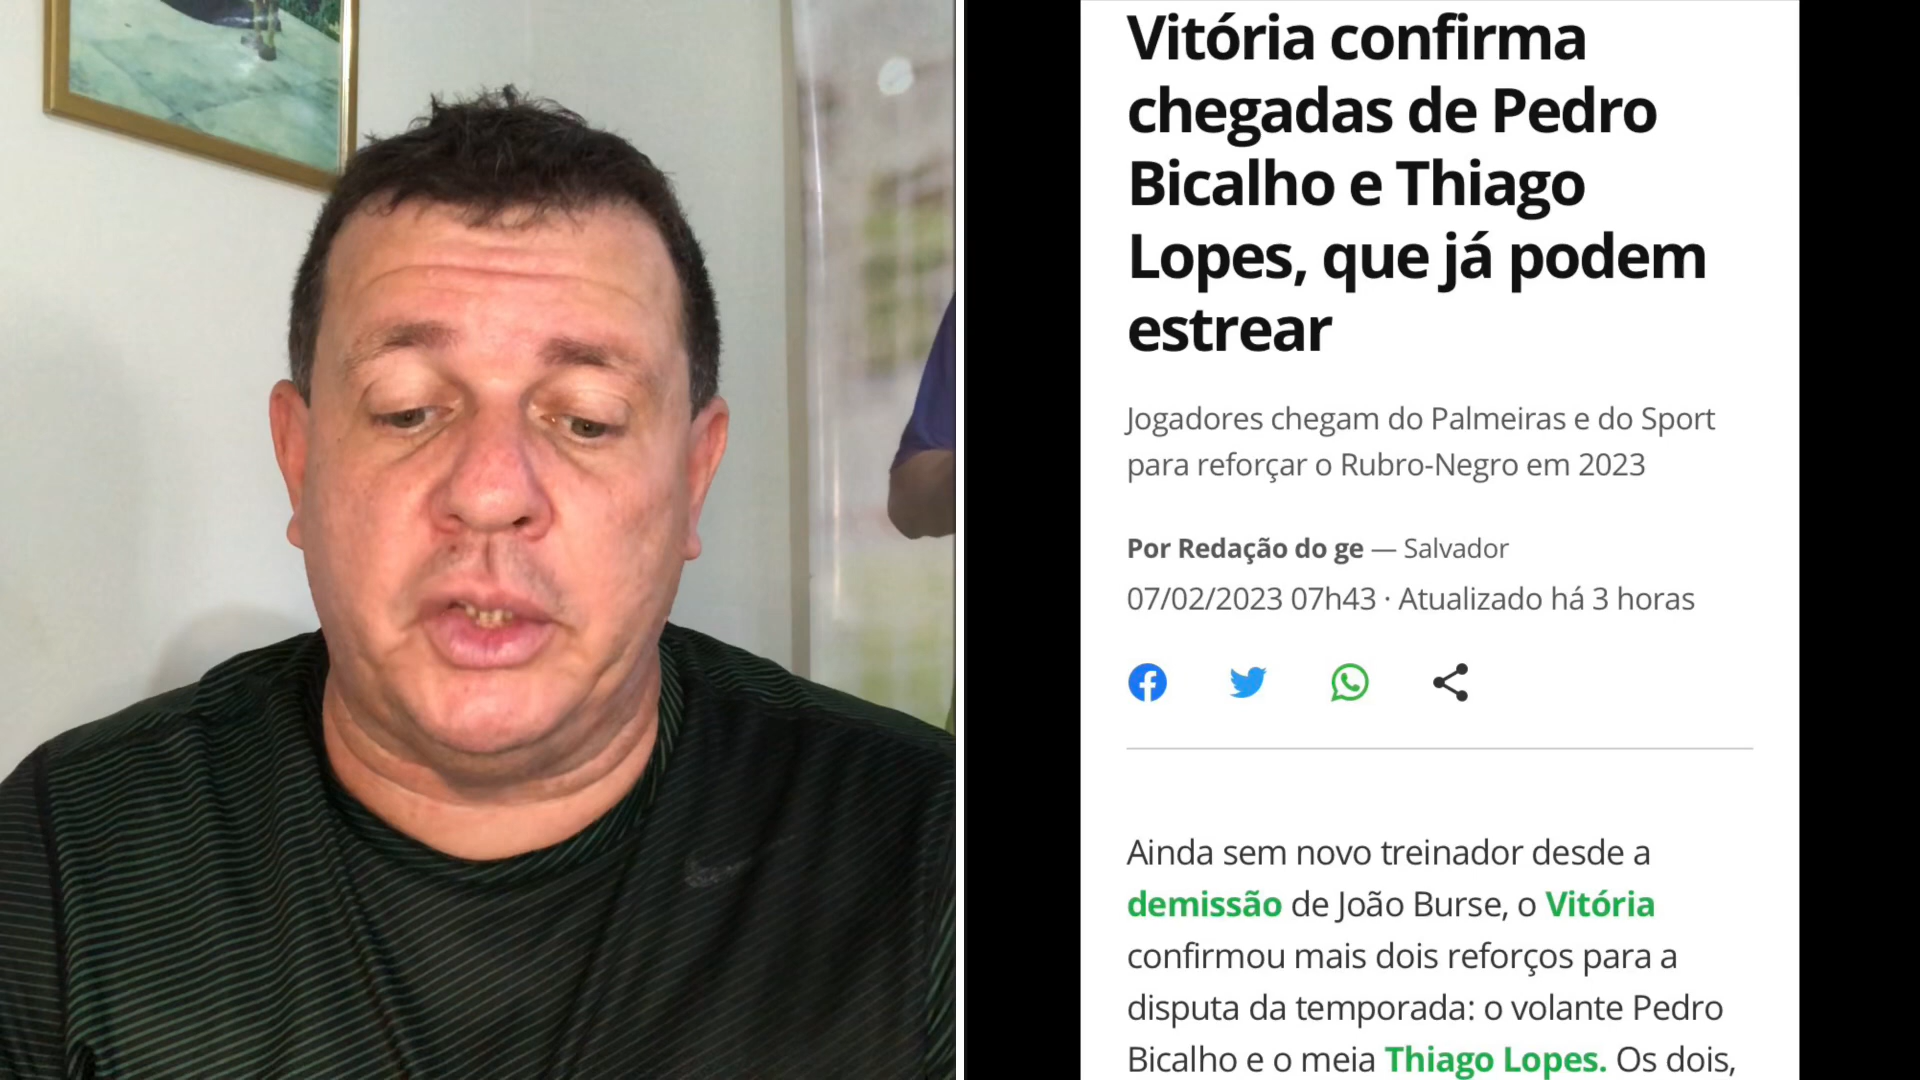 Vitória confirma
chegadas de Pedro
Bicalho e Thiago
Lopes, que já podem
estrear
Jogadores chegam do Palmeiras e do Sport
para reforçar o Rubro-Negro em 2023
Por Redação do ge — Salvador
07/02/2023 07h43 · Atualizado há 3 horas
Ainda sem novo treinador desde a
demissão de João Burse, o Vitória
confirmou mais dois reforços para a
disputa da temporada: o volante Pedro
Bicalho e o meia Thiago Lopes. Os dois,